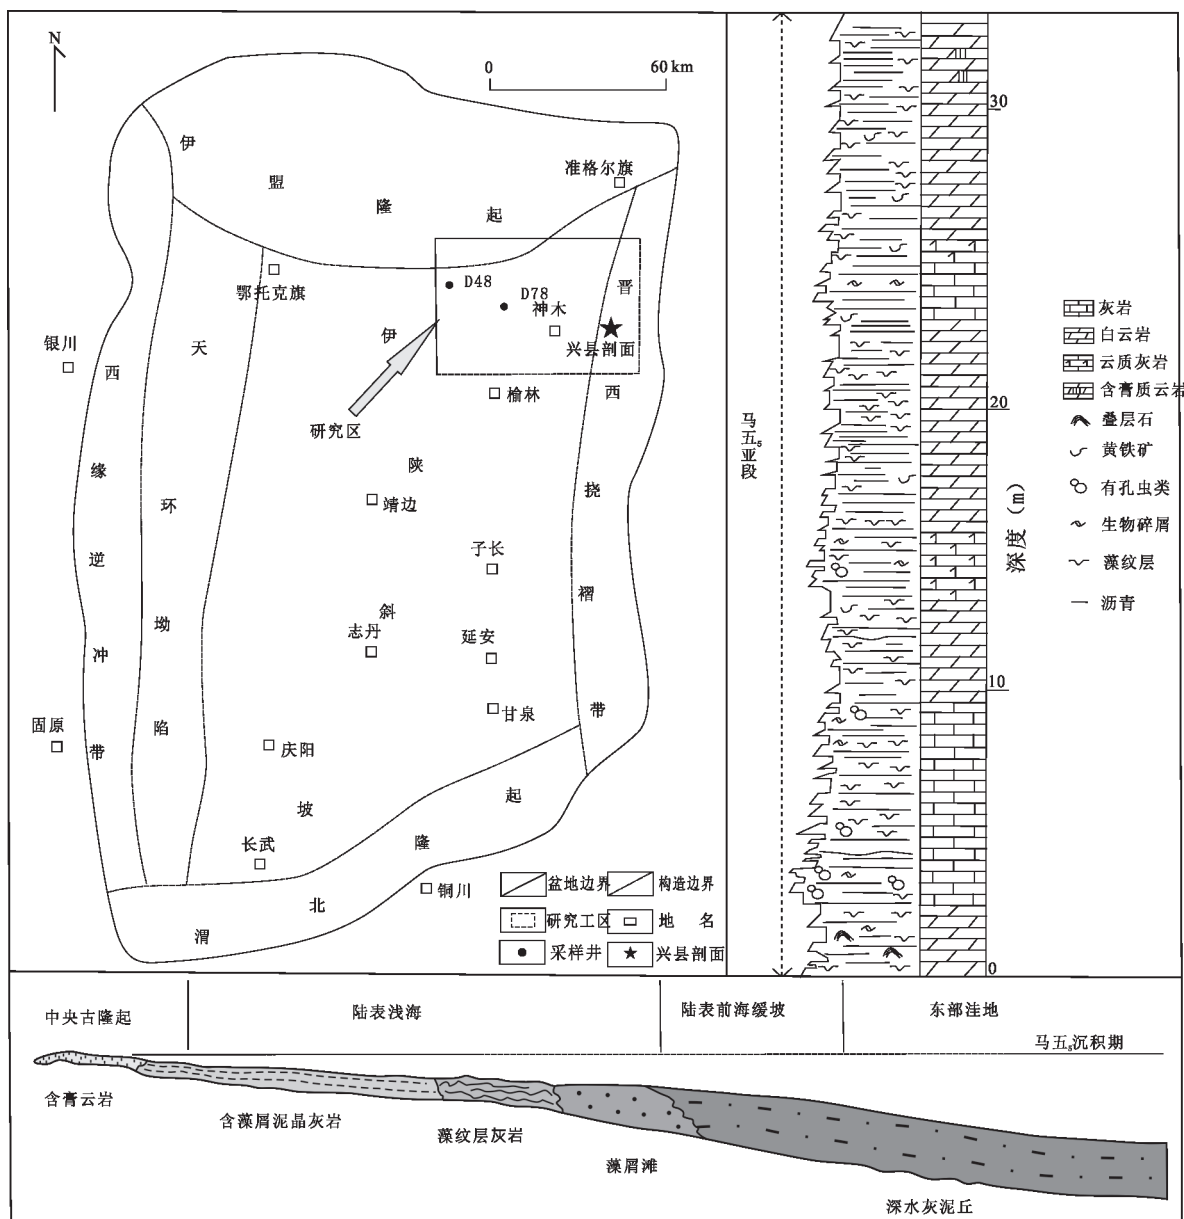 N
0
60 km
伊
盟
隆
起
准格尔旗
鄂托克旗
D48
D78
神木
兴县剖面
晋
西
挠
褶
带
银川
西
缘
逆
冲
带
天
环
坳
陷
伊
陕
斜
坡
研究区
榆林
靖边
子长
志丹
延安
甘泉
固原
庆阳
长武
铜川
渭
北
隆
起
盆地边界
构造边界
研究工区
地 名
采样井
兴县剖面
马五5亚段
30
20
10
0
深度 (m)
灰岩
白云岩
云质灰岩
含膏质云岩
叠层石
黄铁矿
有孔虫类
生物碎屑
藻纹层
沥青
中央古隆起
陆表浅海
陆表前海缓坡
东部洼地
马五5沉积期
含膏云岩
含藻屑泥晶灰岩
藻纹层灰岩
藻屑滩
深水灰泥丘